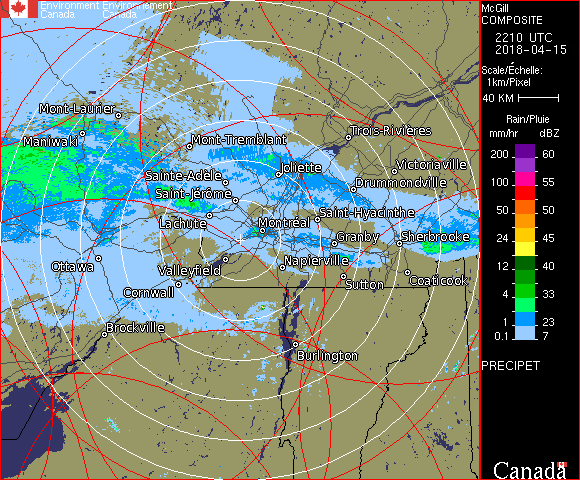 Environment Environnement
Canada Canada
McGill
COMPOSITE
2210 UTC
2018-04-15
Scale/Échelle:
1km/Pixel
40 KM
Rain/Pluie
mm/hr dBZ
200 60
100 55
50 50
24 45
12 40
4 33
1 23
0.1 7
PRECIPET
Canada
Mont-Laurier
Maniwaki
Mont-Tremblant
Trois-Rivières
Sainte-Adèle
Joliette
Victoriaville
Saint-Jérôme
Drummondville
Lachute
Montréal
Saint-Hyacinthe
Granby
Sherbrooke
Ottawa
Valleyfield
Napierville
Cornwall
Sutton
Coaticook
Brockville
Burlington